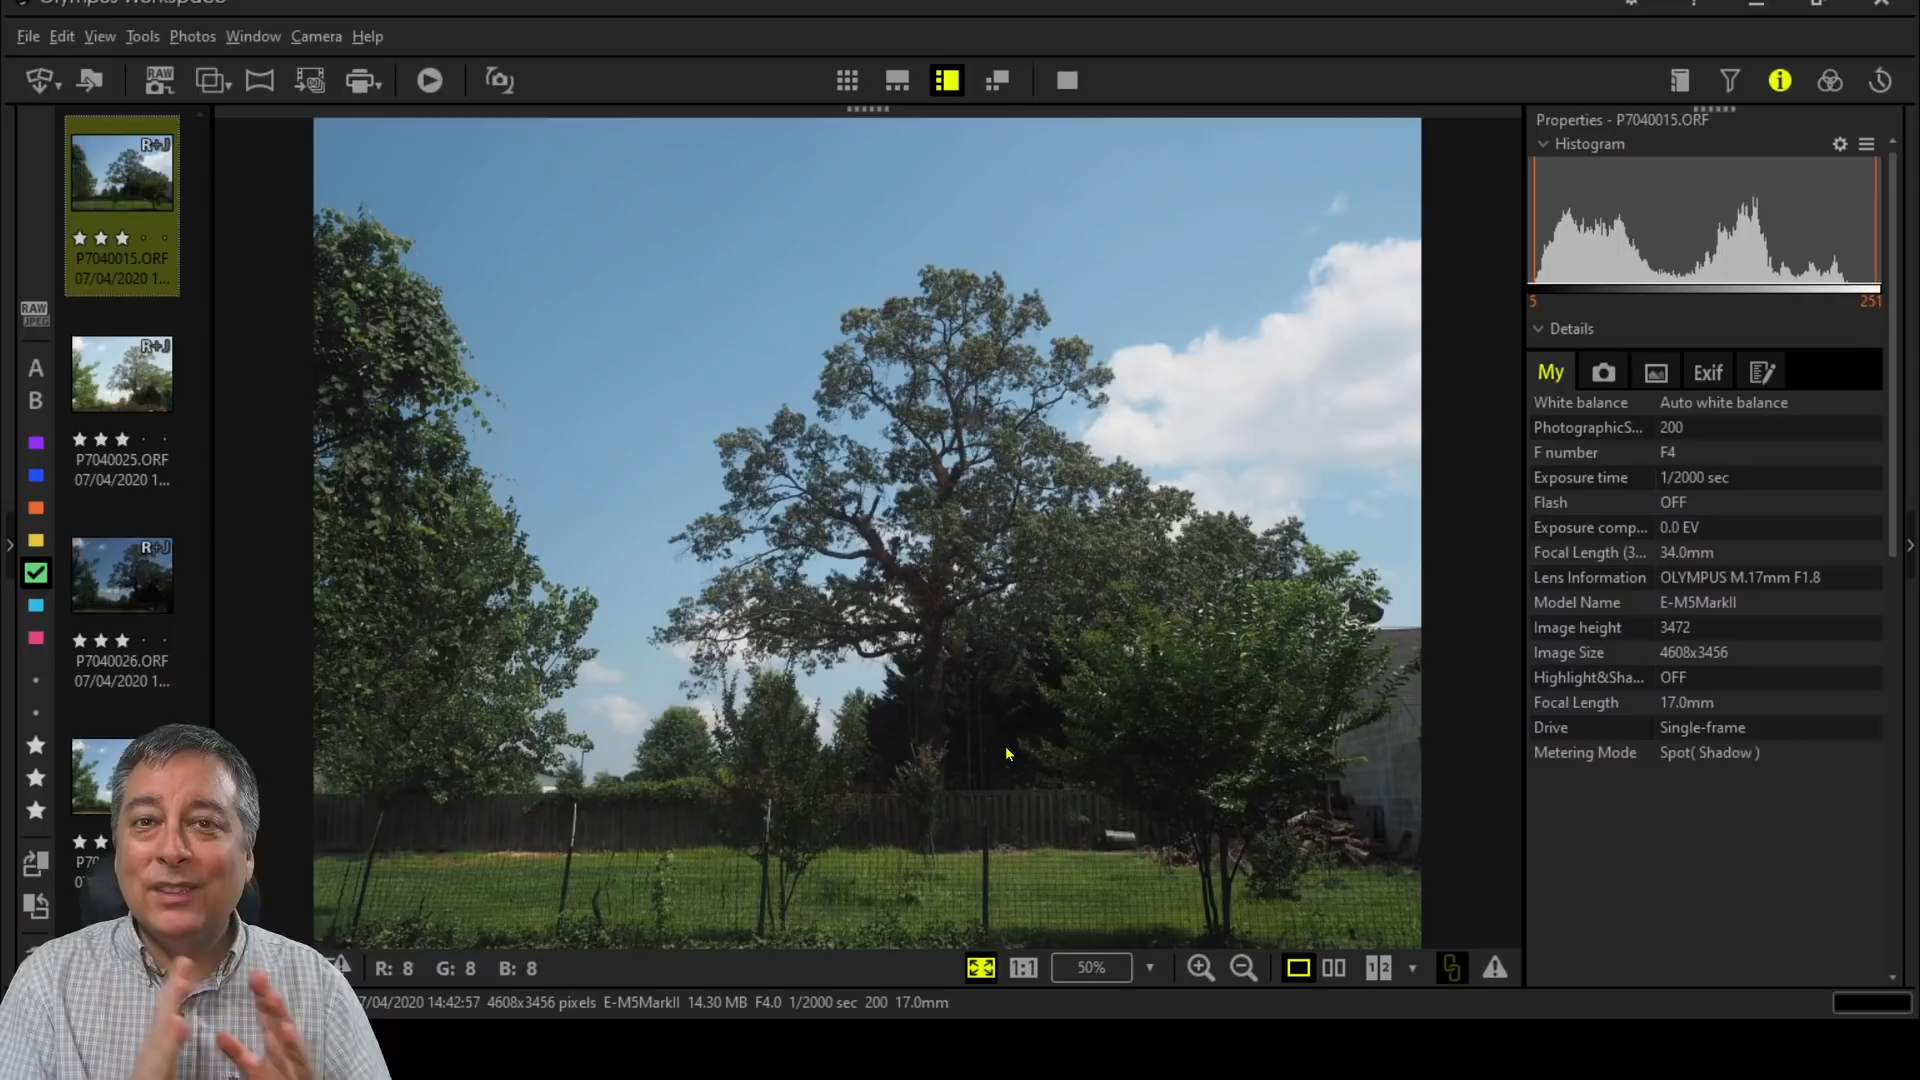 Olympus Workspace
File Edit View Tools Photos Window Camera Help
RAW
Properties - P7040015.ORF
Histogram
5 251
Details
My Exif
White balance Auto white balance
PhotographicS... 200
F number F4
Exposure time 1/2000 sec
Flash OFF
Exposure comp... 0.0 EV
Focal Length (3... 34.0mm
Lens Information OLYMPUS M.17mm F1.8
Model Name E-M5MarkII
Image height 3472
Image Size 4608x3456
Highlight&Sha... OFF
Focal Length 17.0mm
Drive Single-frame
Metering Mode Spot( Shadow )
RAW
JPEG
A
B
R+J
P7040015.ORF
07/04/2020 1...
R+J
P7040025.ORF
07/04/2020 1...
R+J
P7040026.ORF
07/04/2020 1...
R: 8 G: 8 B: 8
1:1 50% 1 2
/04/2020 14:42:57 4608x3456 pixels E-M5MarkII 14.30 MB F4.0 1/2000 sec 200 17.0mm